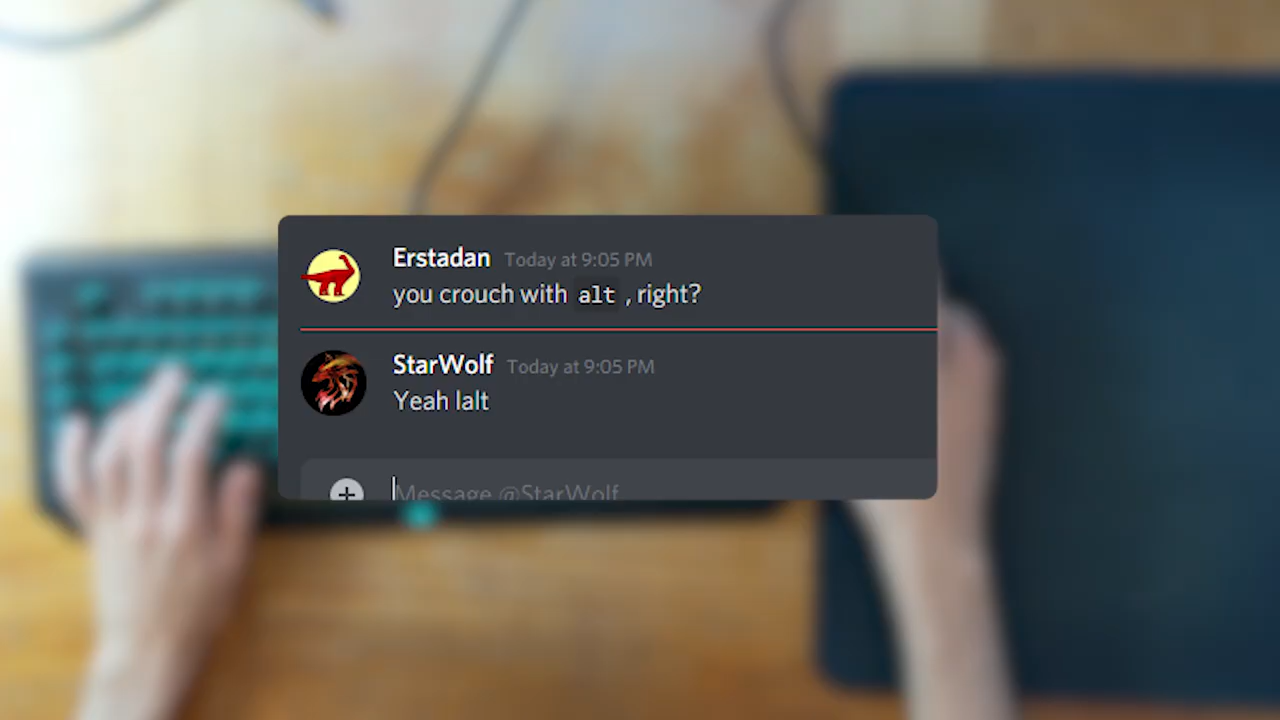 Erstadan Today at 9:05 PM
you crouch with alt , right?
StarWolf Today at 9:05 PM
Yeah lalt
Message @StarWolf